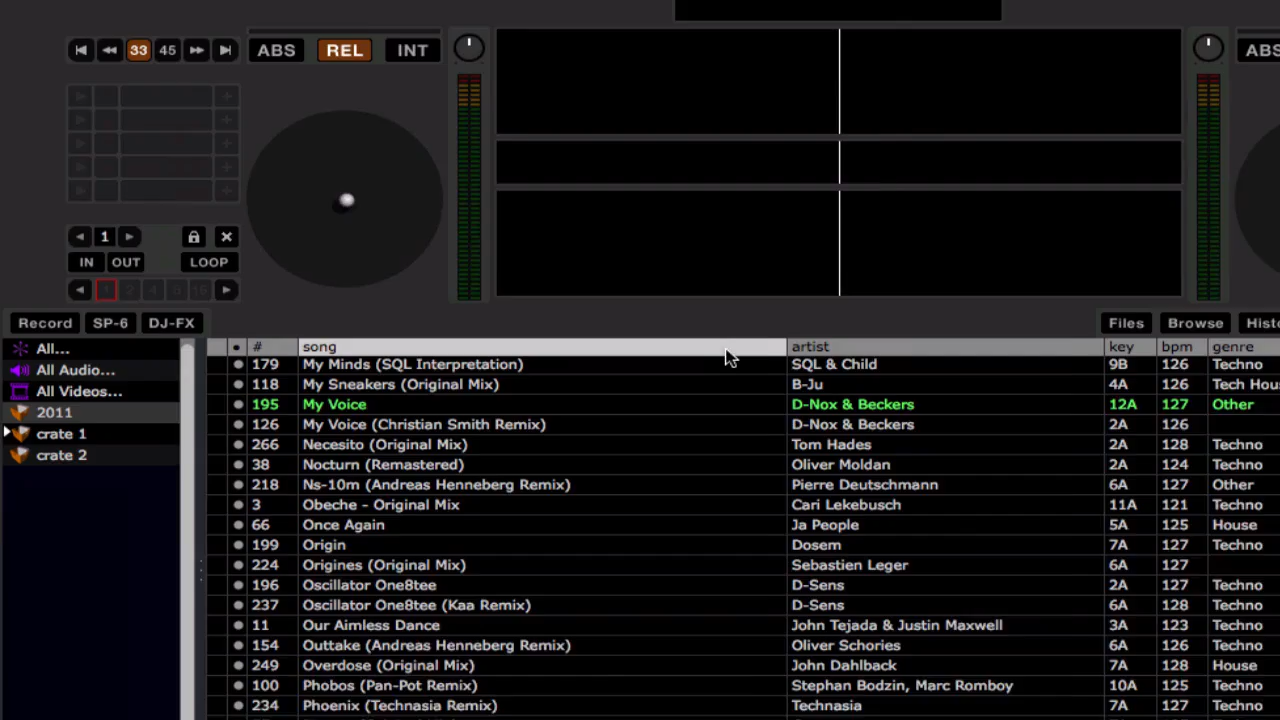 33 45 ABS REL INT ABS
1
IN OUT LOOP
1 2 4 8 16
Record SP-6 DJ-FX Files Browse Histo
All...
All Audio...
All Videos...
2011
crate 1
crate 2
# song artist key bpm genre
179 My Minds (SQL Interpretation) SQL & Child 9B 126 Techno
118 My Sneakers (Original Mix) B-Ju 4A 126 Tech Hou
195 My Voice D-Nox & Beckers 12A 127 Other
126 My Voice (Christian Smith Remix) D-Nox & Beckers 2A 126
266 Necesito (Original Mix) Tom Hades 2A 128 Techno
38 Nocturn (Remastered) Oliver Moldan 2A 124 Techno
218 Ns-10m (Andreas Henneberg Remix) Pierre Deutschmann 6A 127 Other
3 Obeche - Original Mix Cari Lekebusch 11A 121 Techno
66 Once Again Ja People 5A 125 House
199 Origin Dosem 7A 127 Techno
224 Origines (Original Mix) Sebastien Leger 6A 127
196 Oscillator One8tee D-Sens 2A 127 Techno
237 Oscillator One8tee (Kaa Remix) D-Sens 6A 128 Techno
11 Our Aimless Dance John Tejada & Justin Maxwell 3A 123 Techno
154 Outtake (Andreas Henneberg Remix) Oliver Schories 6A 126 Techno
249 Overdose (Original Mix) John Dahlback 7A 128 House
100 Phobos (Pan-Pot Remix) Stephan Bodzin, Marc Romboy 10A 125 Techno
234 Phoenix (Technasia Remix) Technasia 7A 127 Techno